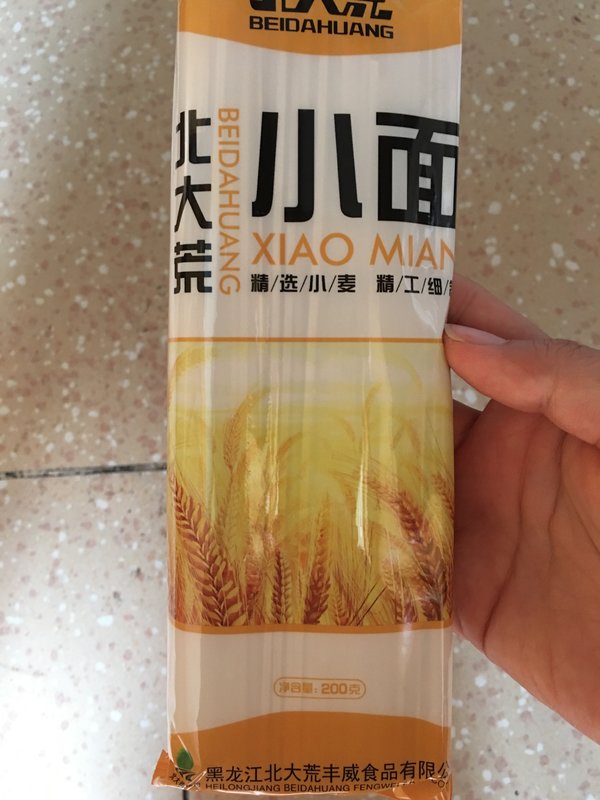 BEIDAHUANG
北大荒
BEIDAHUANG
小面
XIAO MIAN
精/选/小/麦 精/工/细/
净含量: 200克
黑龙江北大荒丰威食品有限
HEILONGJIANG BEIDAHUANG FENGWEI